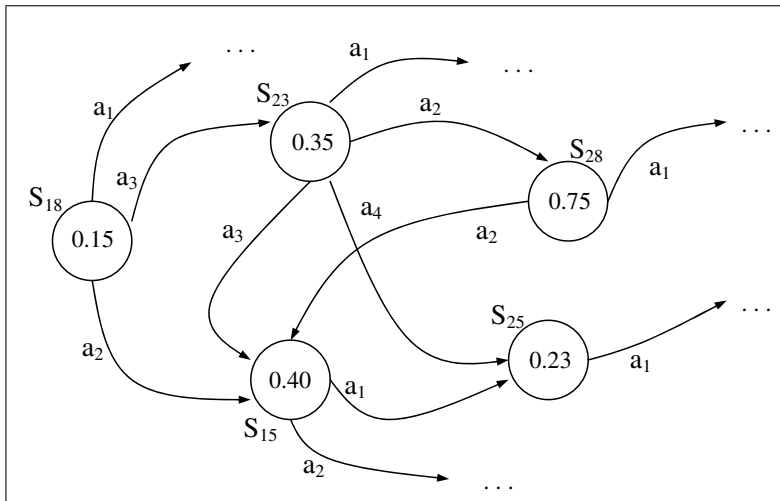 ...
a₁
a₁
...
S₂₃
a₂
0.35
S₂₈
...
a₁
a₃
a₁
S₁₈
0.75
0.15
a₃
a₄
a₂
...
S₂₅
a₂
0.23
a₁
0.40
a₁
S₁₅
a₂
...